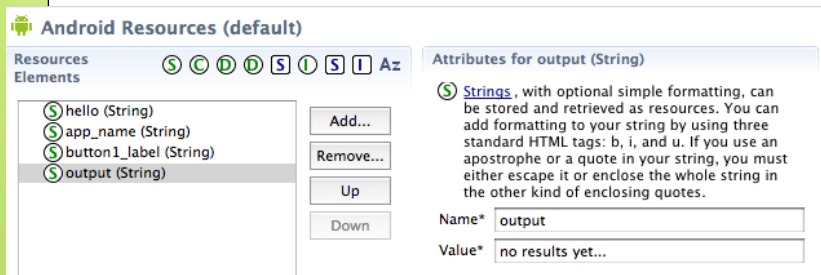 Android Resources (default)
Resources
Elements
S C D D S I S I Az
S hello (String)
S app_name (String)
S button1_label (String)
S output (String)
Add...
Remove...
Up
Down
Attributes for output (String)
S Strings, with optional simple formatting, can
be stored and retrieved as resources. You can
add formatting to your string by using three
standard HTML tags: b, i, and u. If you use an
apostrophe or a quote in your string, you must
either escape it or enclose the whole string in
the other kind of enclosing quotes.
Name* output
Value* no results yet...